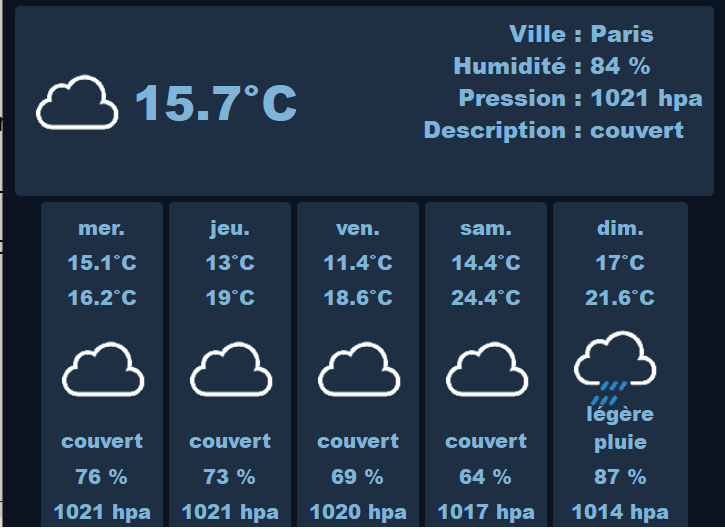 Ville : Paris
Humidité : 84 %
15.7°C
Pression : 1021 hpa
Description : couvert
mer. jeu. ven. sam. dim.
15.1°C 13°C 11.4°C 14.4°C 17°C
16.2°C 19°C 18.6°C 24.4°C 21.6°C
couvert couvert couvert couvert légère pluie
76 % 73 % 69 % 64 % 87 %
1021 hpa 1021 hpa 1020 hpa 1017 hpa 1014 hpa